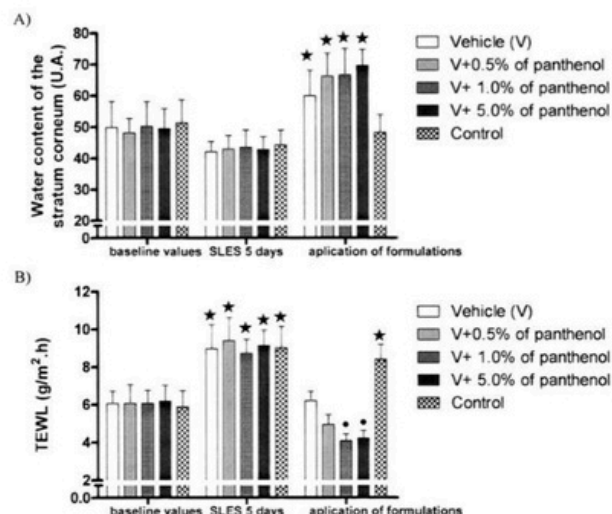 A)
Water content of the
stratum corneum (U.A.)
80
70
60
50
40
30
20
0
baseline values SLES 5 days aplication of formulations
Vehicle (V)
V+0.5% of panthenol
V+ 1.0% of panthenol
V+ 5.0% of panthenol
Control
B)
TEWL (g/m².h)
12
10
8
6
4
2
0.0
baseline values SLES 5 days aplication of formulations
Vehicle (V)
V+0.5% of panthenol
V+ 1.0% of panthenol
V+ 5.0% of panthenol
Control